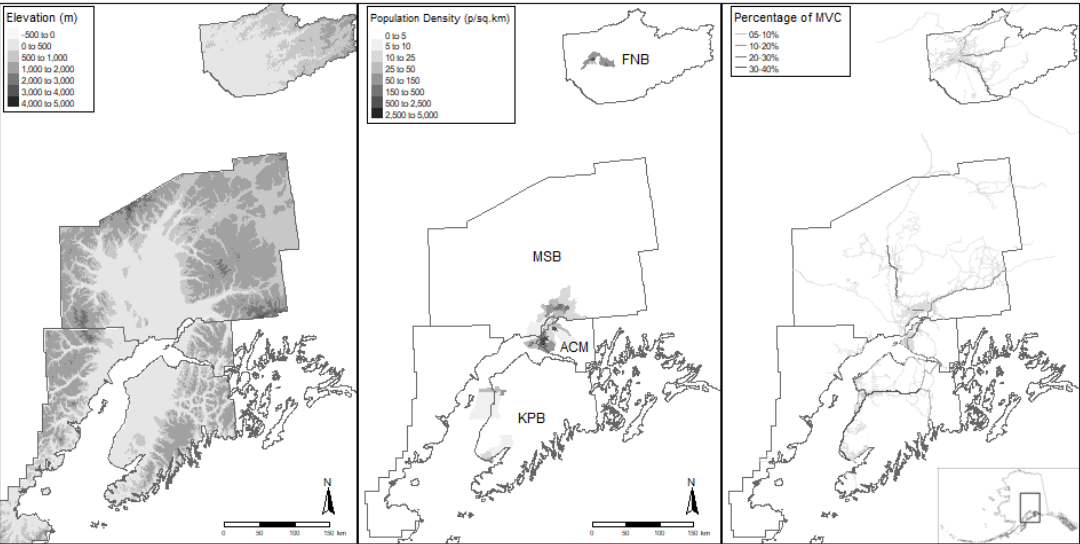 Elevation (m)
-500 to 0
0 to 500
500 to 1,000
1,000 to 2,000
2,000 to 3,000
3,000 to 4,000
4,000 to 5,000
N
0 50 100 150 km
Population Density (p/sq.km)
0 to 5
5 to 10
10 to 25
25 to 50
50 to 150
150 to 500
500 to 2,500
2,500 to 5,000
FNB
MSB
ACM
KPB
N
0 50 100 150 km
Percentage of MVC
05-10%
10-20%
20-30%
30-40%